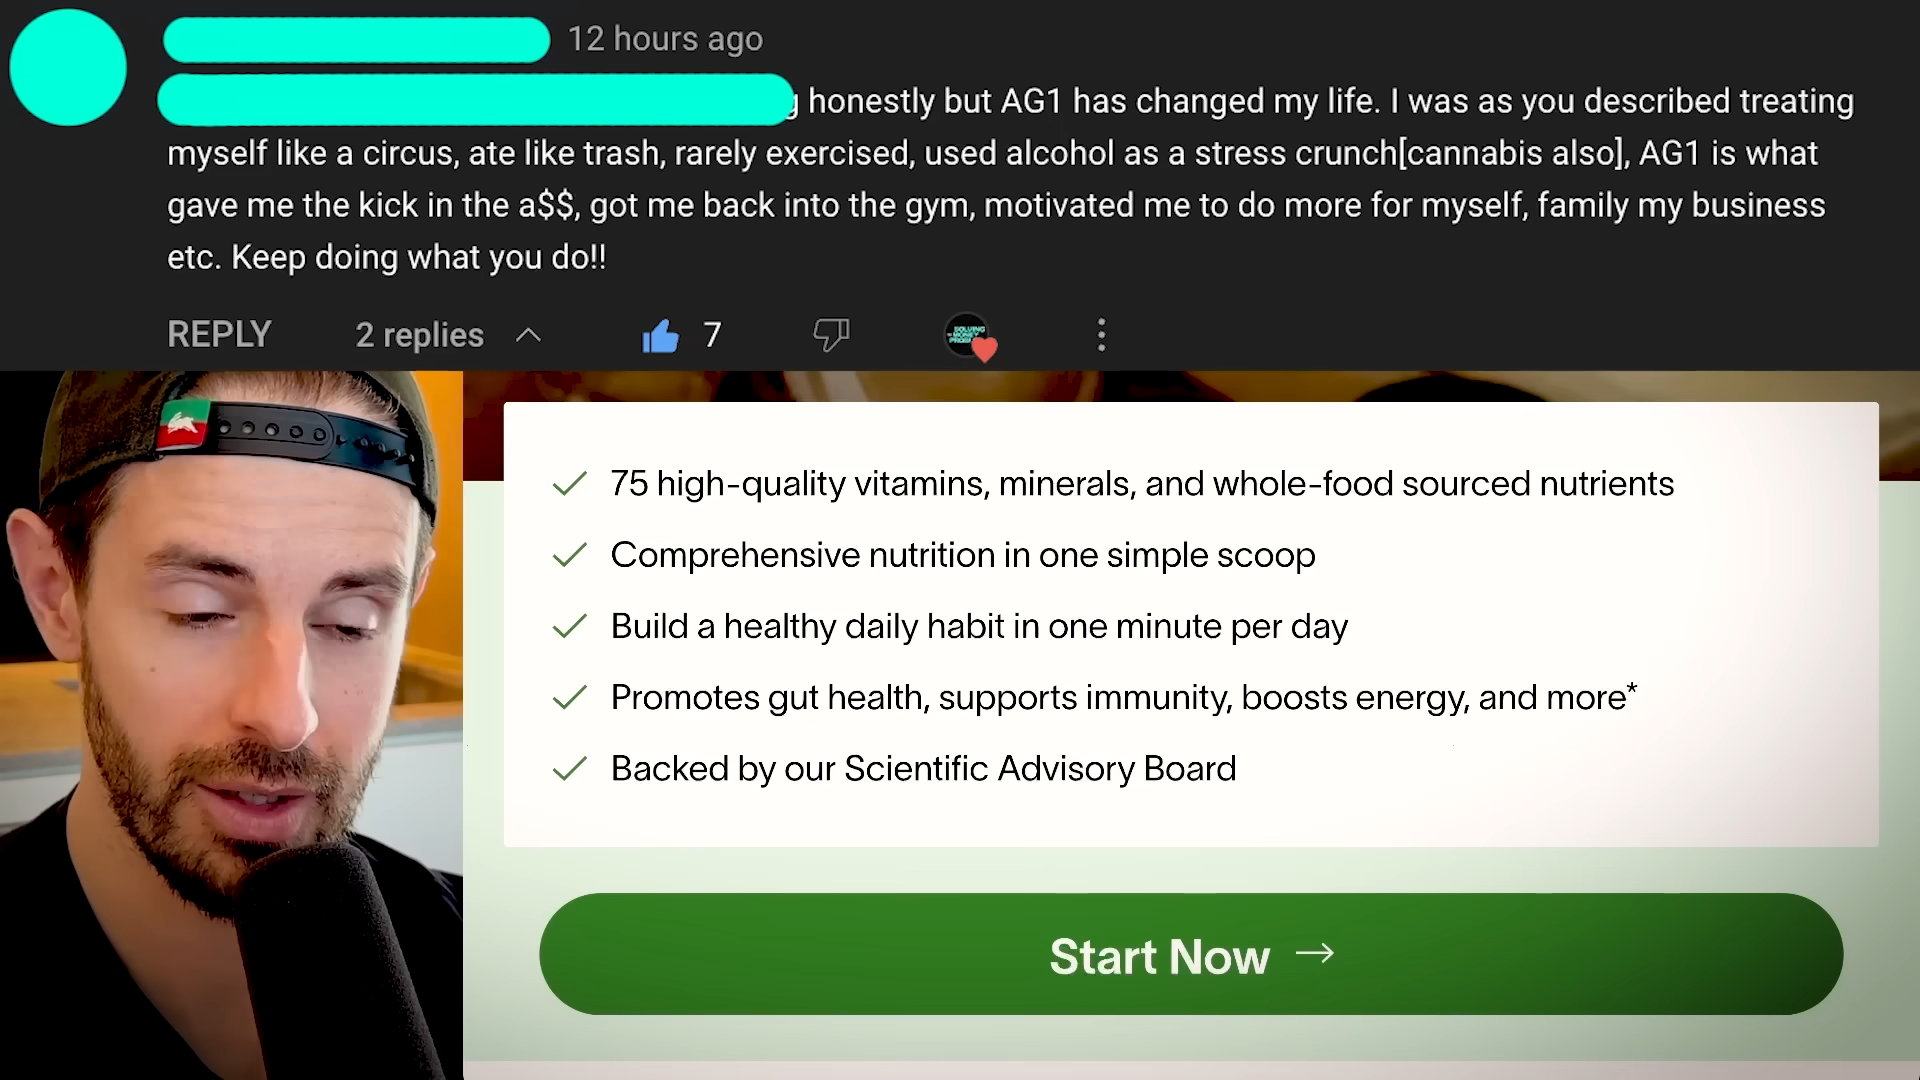 12 hours ago
honestly but AG1 has changed my life. I was as you described treating
myself like a circus, ate like trash, rarely exercised, used alcohol as a stress crunch[cannabis also], AG1 is what
gave me the kick in the a$$, got me back into the gym, motivated me to do more for myself, family my business
etc. Keep doing what you do!!
REPLY 2 replies 7
SOLVING
MONEY
75 high-quality vitamins, minerals, and whole-food sourced nutrients
Comprehensive nutrition in one simple scoop
Build a healthy daily habit in one minute per day
Promotes gut health, supports immunity, boosts energy, and more*
Backed by our Scientific Advisory Board
Start Now →